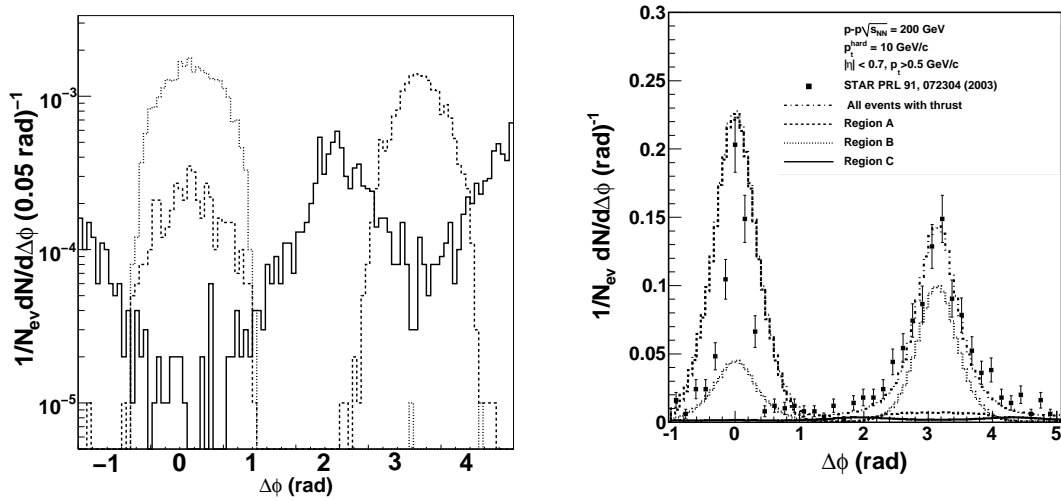 1/N_ev dN/dΔφ (0.05 rad)⁻¹
10⁻³
10⁻⁴
10⁻⁵
−1 0 1 2 3 4
Δφ (rad)
1/N_ev dN/dΔφ (rad)⁻¹
0.3
0.25
0.2
0.15
0.1
0.05
0
p-p√s_NN = 200 GeV
p_t^hard = 10 GeV/c
|η| < 0.7, p_t >0.5 GeV/c
STAR PRL 91, 072304 (2003)
All events with thrust
Region A
Region B
Region C
-1 0 1 2 3 4 5
Δφ (rad)